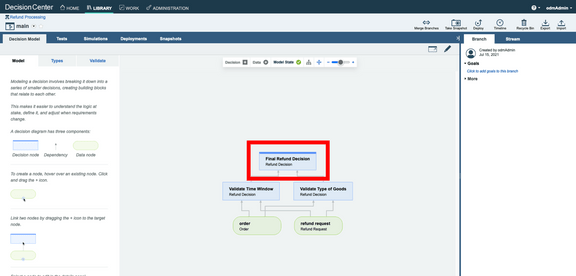 Decision Center
HOME
LIBRARY
WORK
ADMINISTRATION
odmAdmin
Refund Processing
main
Merge Branches
Take Snapshot
Deploy
Timeline
Recycle Bin
Export
Import
Decision Model
Tests
Simulations
Deployments
Snapshots
Branch
Stream
Model
Types
Validate
Decision
Data
Model State
Created by odmAdmin
Jul 15, 2021
Goals
Click to add goals to this branch
More
Modeling a decision involves breaking it down into a
series of smaller decisions, creating building blocks
that relate to each other.
This makes it easier to understand the logic at
stake, define it, and adjust when requirements
change.
A decision diagram has three components:
Decision node
Dependency
Data node
To create a node, hover over an existing node. Click
and drag the + icon.
Link two nodes by dragging the + icon to the target
node.
Final Refund Decision
Refund Decision
Validate Time Window
Refund Decision
Validate Type of Goods
Refund Decision
order
Order
refund request
Refund Request